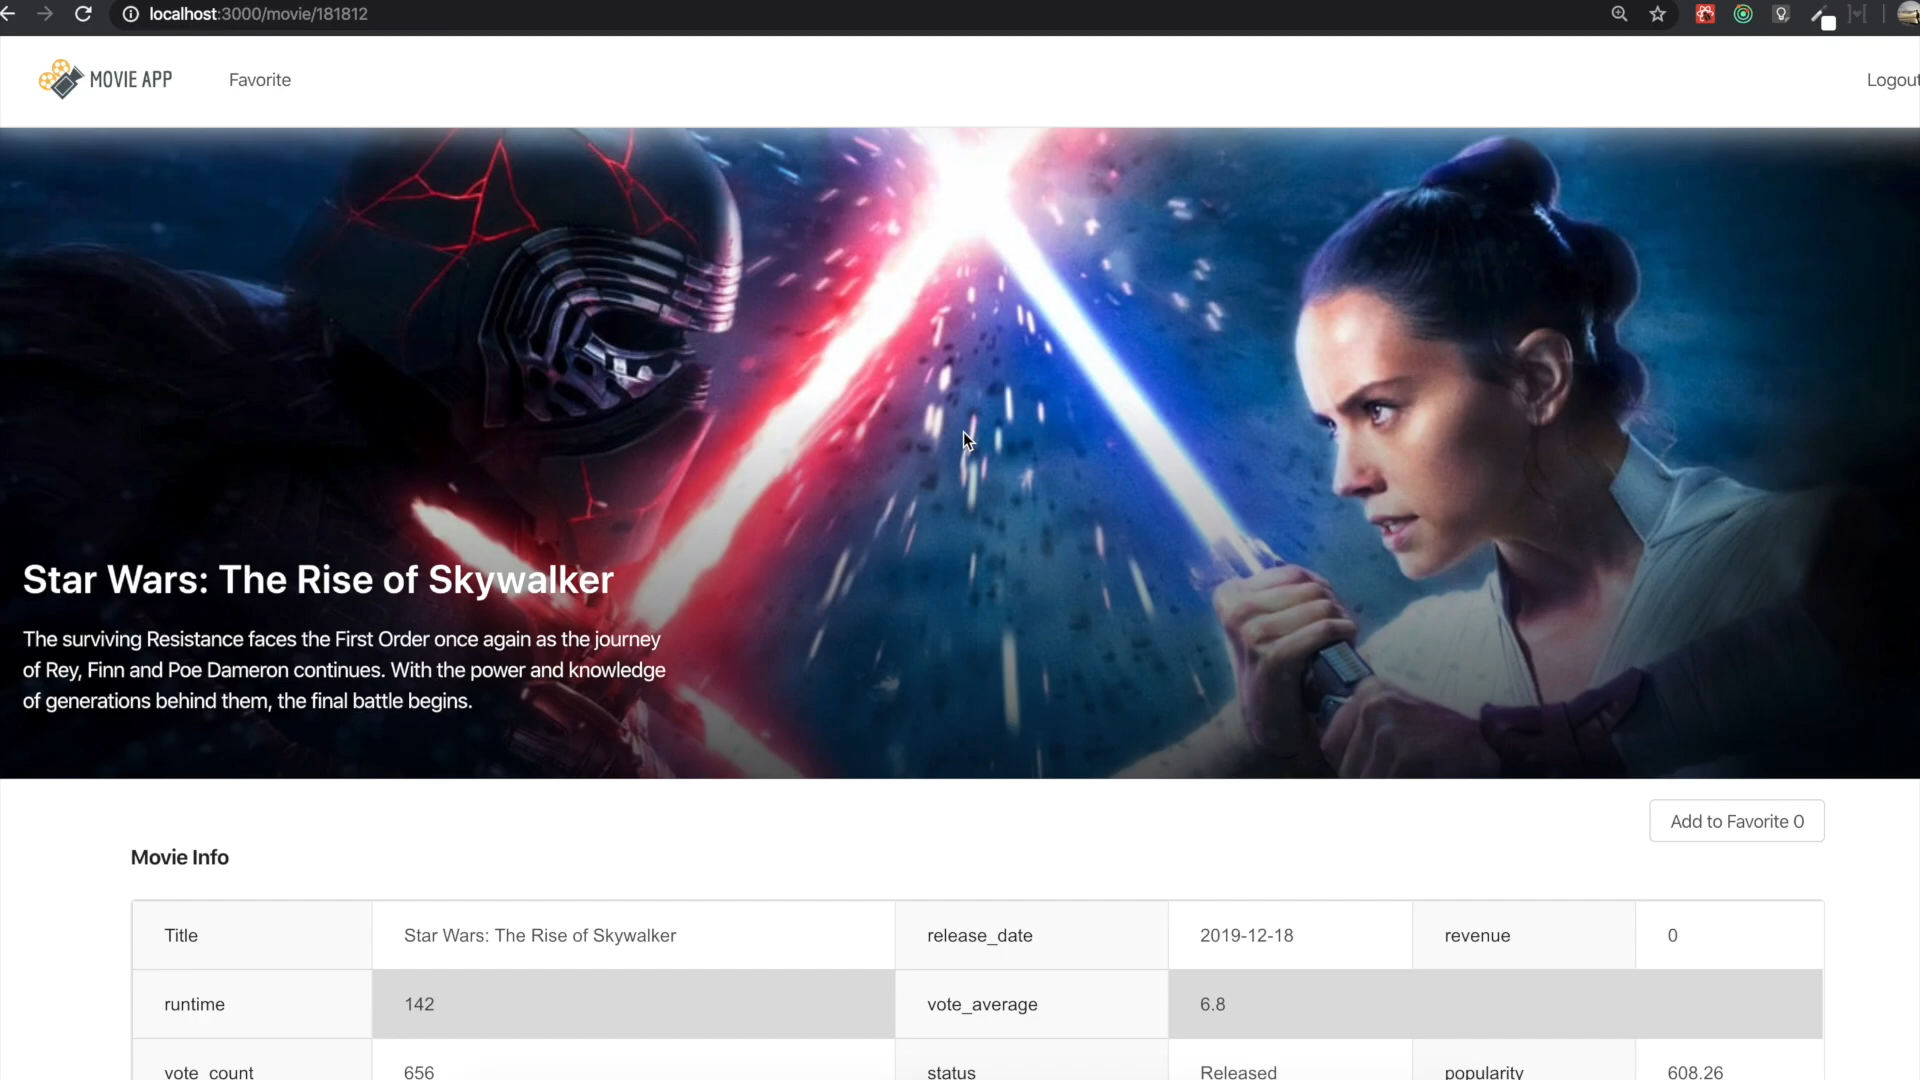 localhost:3000/movie/181812
MOVIE APP
Favorite
Logout
Star Wars: The Rise of Skywalker
The surviving Resistance faces the First Order once again as the journey
of Rey, Finn and Poe Dameron continues. With the power and knowledge
of generations behind them, the final battle begins.
Add to Favorite 0
Movie Info
Title Star Wars: The Rise of Skywalker release_date 2019-12-18 revenue 0
runtime 142 vote_average 6.8
vote_count 656 status Released popularity 608.26